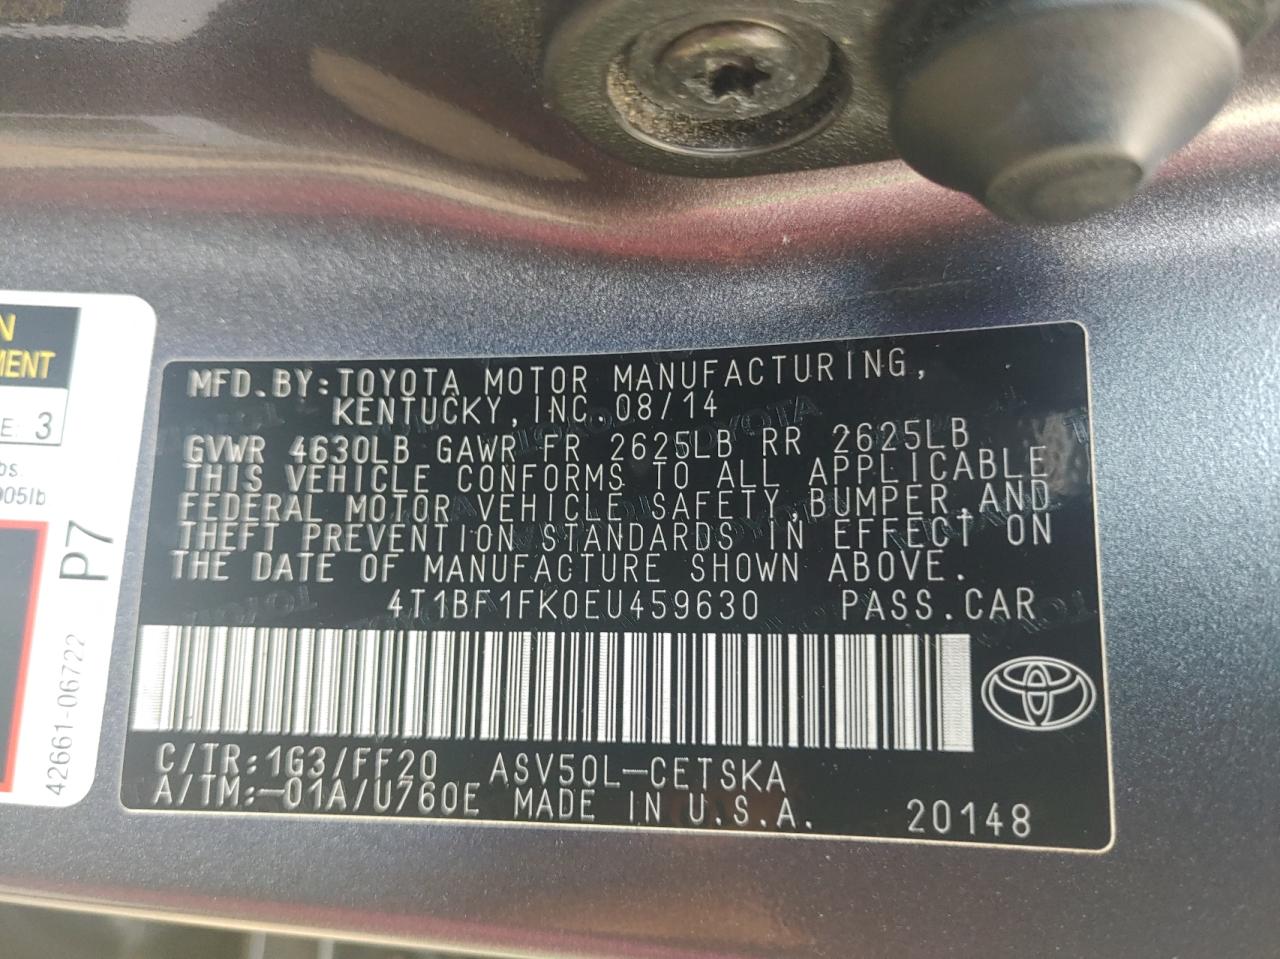 N
MENT
E: 3
bs.
905lb
P7
42661-06722
MFD. BY: TOYOTA MOTOR MANUFACTURING,
KENTUCKY, INC. 08/14
GVWR 4630LB GAWR FR 2625LB RR 2625LB
THIS VEHICLE CONFORMS TO ALL APPLICABLE
FEDERAL MOTOR VEHICLE SAFETY, BUMPER, AND
THEFT PREVENTION STANDARDS IN EFFECT ON
THE DATE OF MANUFACTURE SHOWN ABOVE.
4T1BF1FK0EU459630 PASS. CAR
C/TR: 1G3/FF20 ASV50L-CETSKA
A/TM: -01A/U760E MADE IN U.S.A. 20148